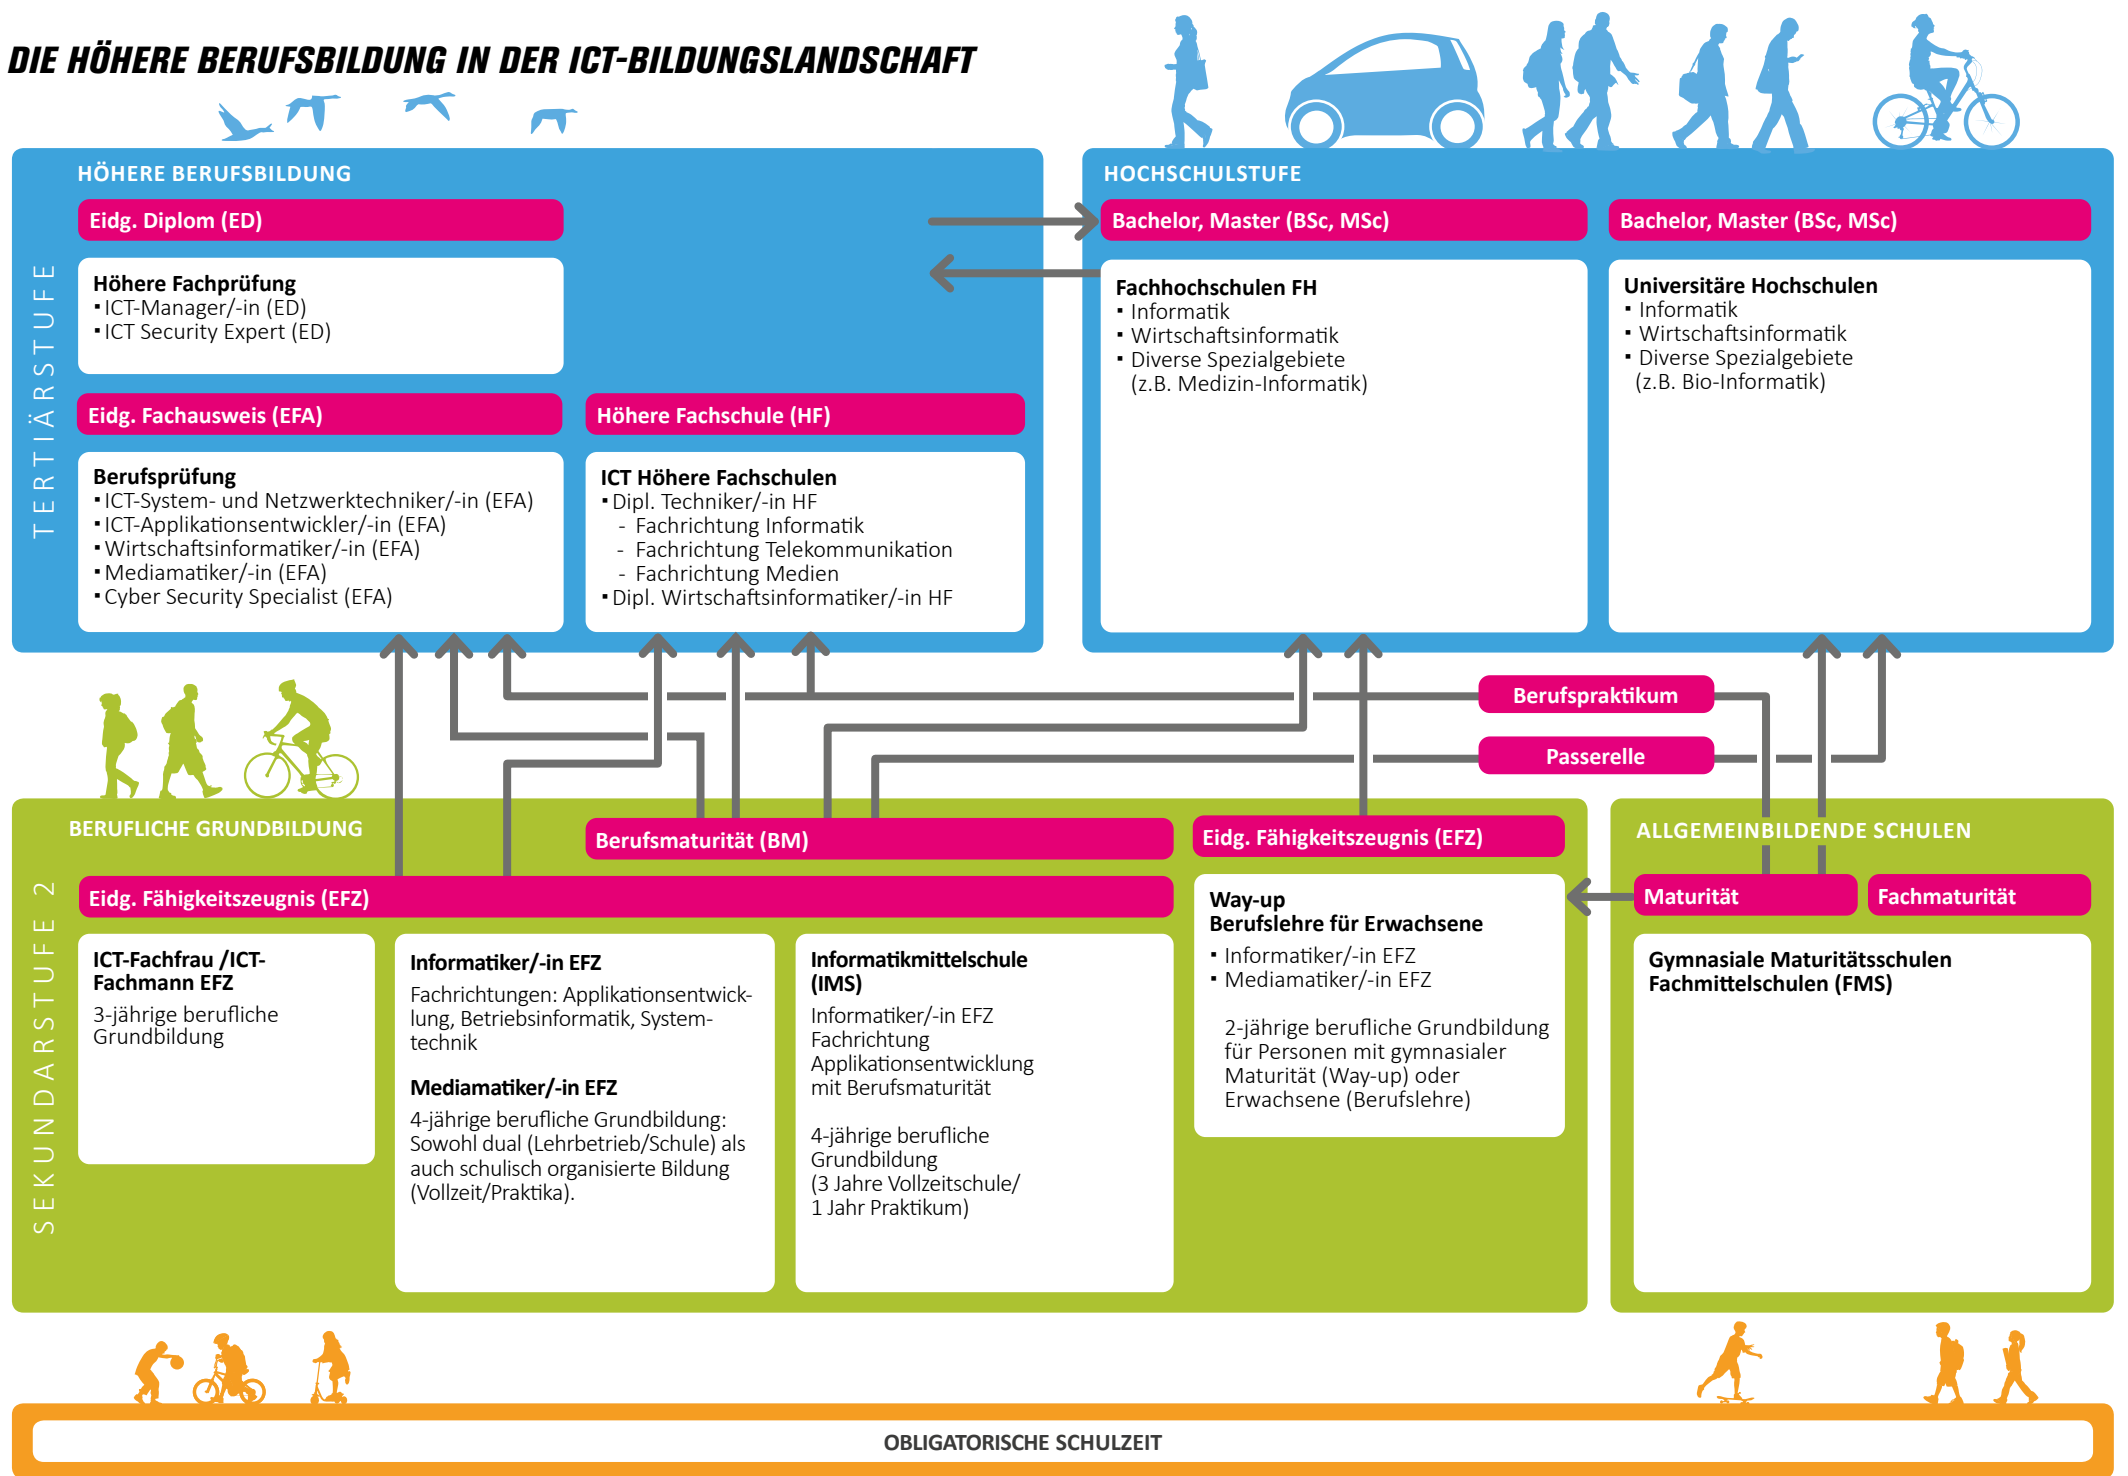 DIE HÖHERE BERUFSBILDUNG IN DER ICT-BILDUNGSLANDSCHAFT
TERTIÄRSTUFE
HÖHERE BERUFSBILDUNG
Eidg. Diplom (ED)
Höhere Fachprüfung
▪ ICT-Manager/-in (ED)
▪ ICT Security Expert (ED)
Eidg. Fachausweis (EFA)
Berufsprüfung
▪ ICT-System- und Netzwerktechniker/-in (EFA)
▪ ICT-Applikationsentwickler/-in (EFA)
▪ Wirtschaftsinformatiker/-in (EFA)
▪ Mediamatiker/-in (EFA)
▪ Cyber Security Specialist (EFA)
Höhere Fachschule (HF)
ICT Höhere Fachschulen
▪ Dipl. Techniker/-in HF
- Fachrichtung Informatik
- Fachrichtung Telekommunikation
- Fachrichtung Medien
▪ Dipl. Wirtschaftsinformatiker/-in HF
HOCHSCHULSTUFE
Bachelor, Master (BSc, MSc)
Fachhochschulen FH
▪ Informatik
▪ Wirtschaftsinformatik
▪ Diverse Spezialgebiete
(z.B. Medizin-Informatik)
Bachelor, Master (BSc, MSc)
Universitäre Hochschulen
▪ Informatik
▪ Wirtschaftsinformatik
▪ Diverse Spezialgebiete
(z.B. Bio-Informatik)
Berufspraktikum
Passerelle
SEKUNDARSTUFE 2
BERUFLICHE GRUNDBILDUNG
Berufsmaturität (BM)
Eidg. Fähigkeitszeugnis (EFZ)
ICT-Fachfrau /ICT-
Fachmann EFZ
3-jährige berufliche
Grundbildung
Informatiker/-in EFZ
Fachrichtungen: Applikationsentwick-
lung, Betriebsinformatik, System-
technik
Mediamatiker/-in EFZ
4-jährige berufliche Grundbildung:
Sowohl dual (Lehrbetrieb/Schule) als
auch schulisch organisierte Bildung
(Vollzeit/Praktika).
Informatikmittelschule
(IMS)
Informatiker/-in EFZ
Fachrichtung
Applikationsentwicklung
mit Berufsmaturität
4-jährige berufliche
Grundbildung
(3 Jahre Vollzeitschule/
1 Jahr Praktikum)
Eidg. Fähigkeitszeugnis (EFZ)
Way-up
Berufslehre für Erwachsene
▪ Informatiker/-in EFZ
▪ Mediamatiker/-in EFZ
2-jährige berufliche Grundbildung
für Personen mit gymnasialer
Maturität (Way-up) oder
Erwachsene (Berufslehre)
ALLGEMEINBILDENDE SCHULEN
Maturität
Fachmaturität
Gymnasiale Maturitätsschulen
Fachmittelschulen (FMS)
OBLIGATORISCHE SCHULZEIT